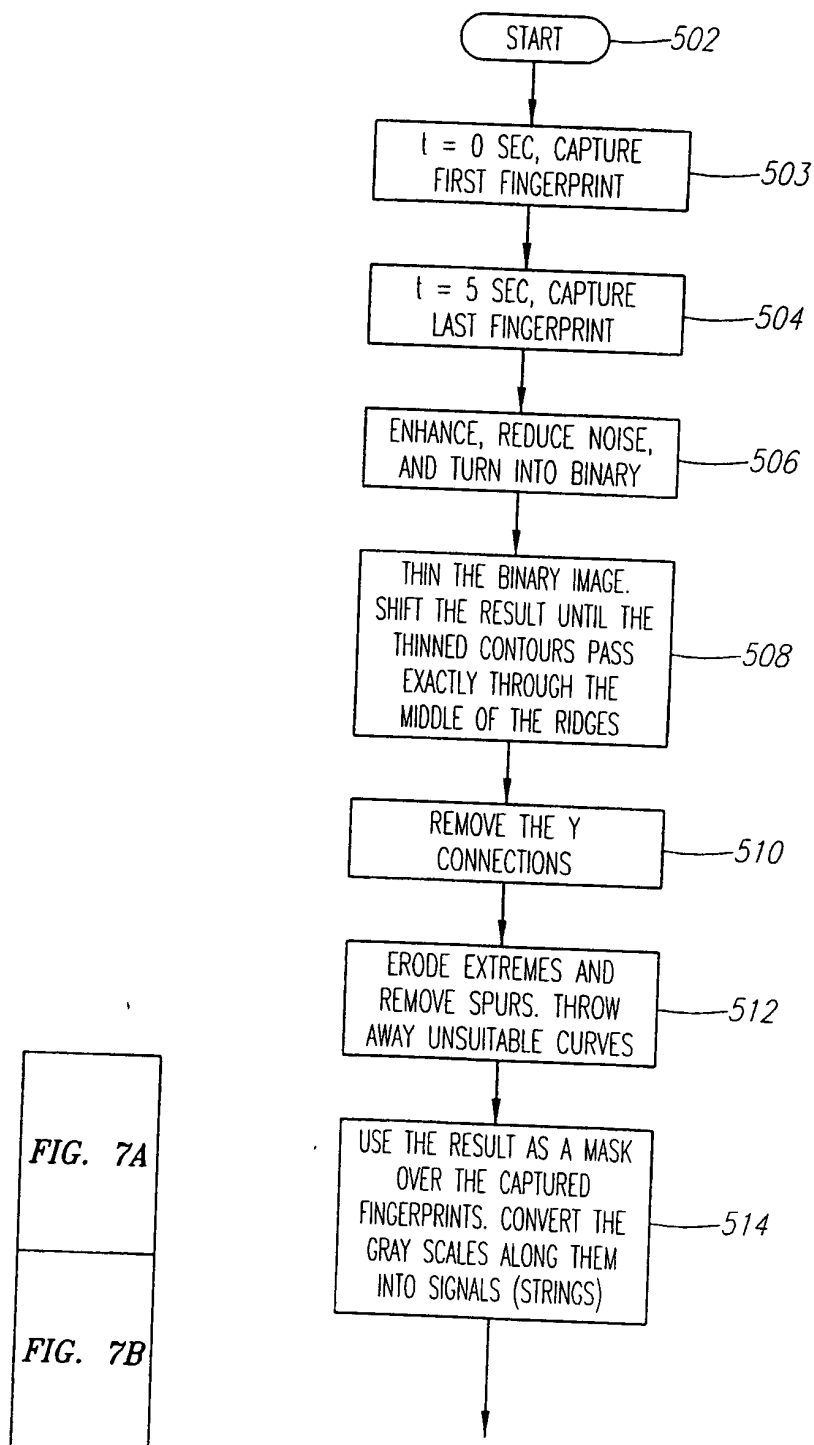 START
502
t = 0 SEC, CAPTURE
FIRST FINGERPRINT
503
t = 5 SEC, CAPTURE
LAST FINGERPRINT
504
ENHANCE, REDUCE NOISE,
AND TURN INTO BINARY
506
THIN THE BINARY IMAGE.
SHIFT THE RESULT UNTIL THE
THINNED CONTOURS PASS
EXACTLY THROUGH THE
MIDDLE OF THE RIDGES
508
REMOVE THE Y
CONNECTIONS
510
ERODE EXTREMES AND
REMOVE SPURS. THROW
AWAY UNSUITABLE CURVES
512
USE THE RESULT AS A MASK
OVER THE CAPTURED
FINGERPRINTS. CONVERT THE
GRAY SCALES ALONG THEM
INTO SIGNALS (STRINGS)
514
FIG. 7A
FIG. 7B